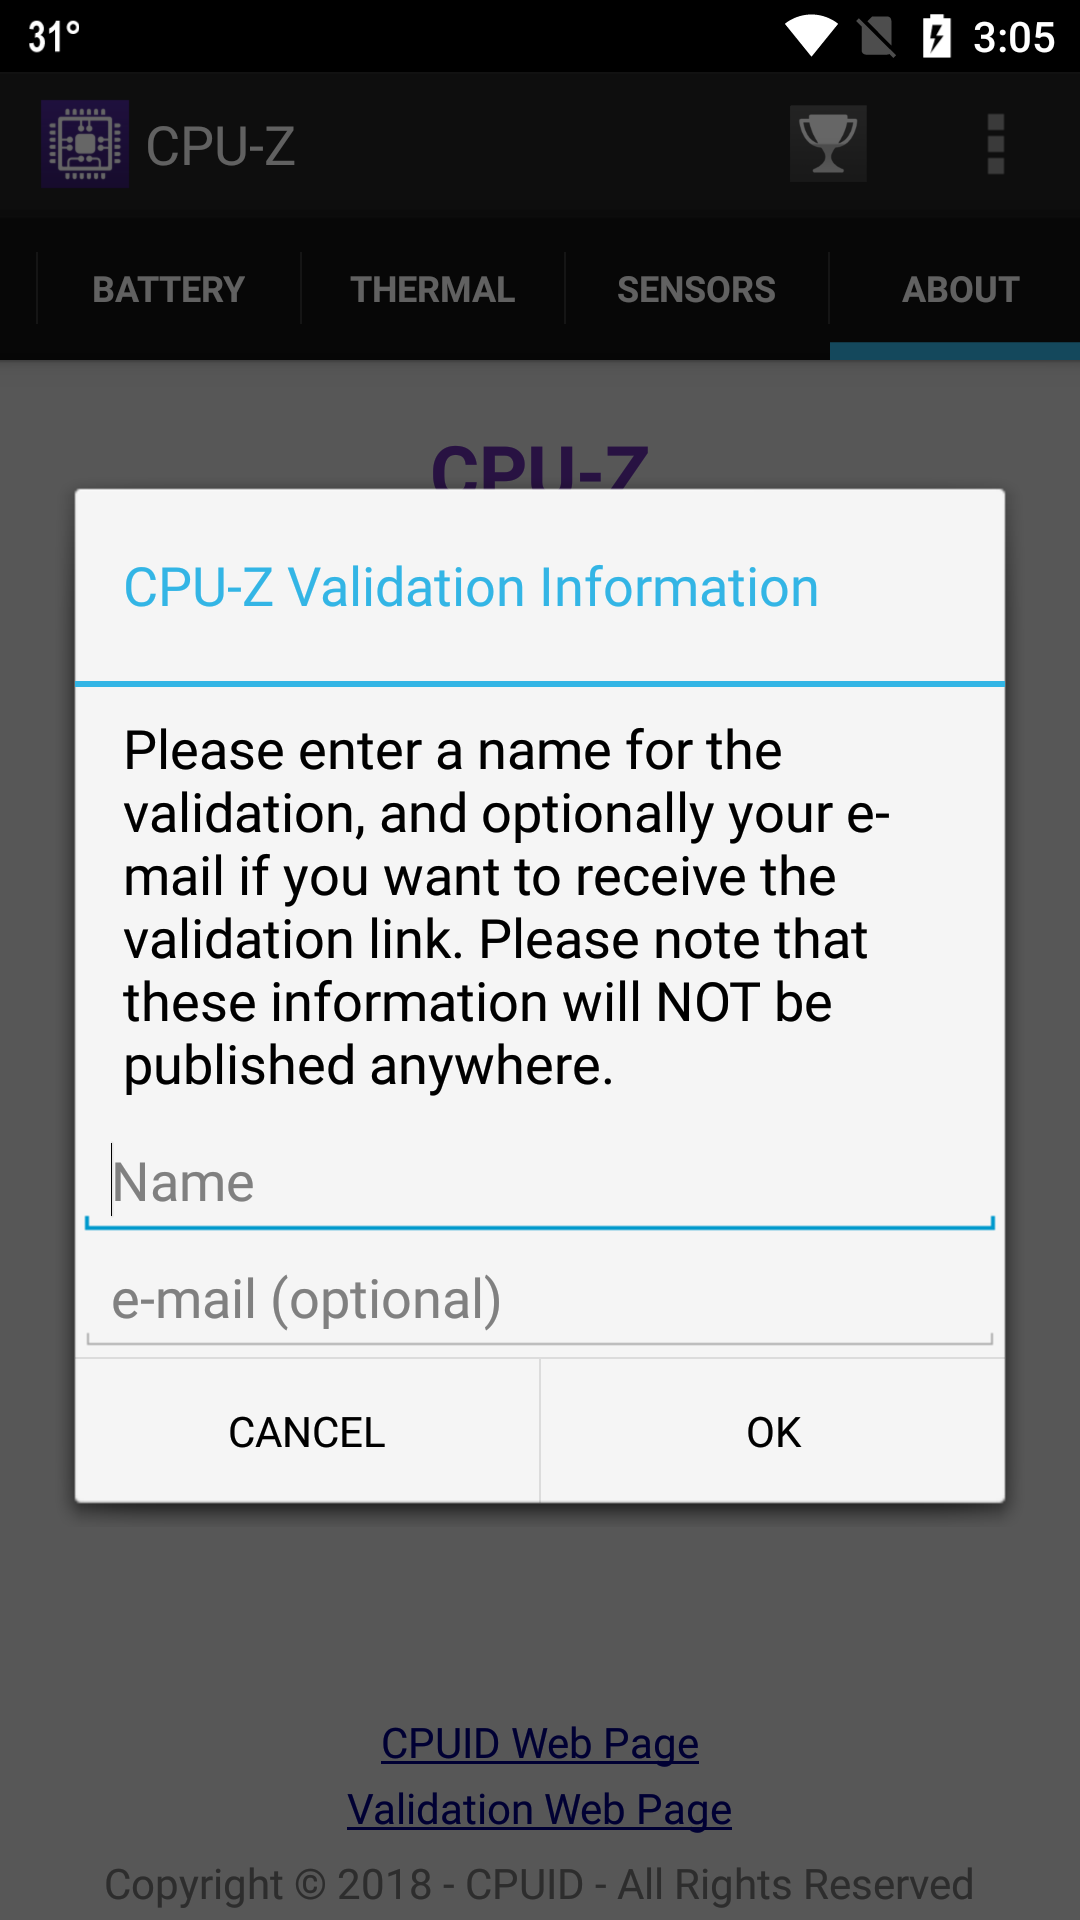 31°
3:05
CPU-Z
BATTERY
THERMAL
SENSORS
ABOUT
CPU-Z
CPU-Z Validation Information
Please enter a name for the
validation, and optionally your e-
mail if you want to receive the
validation link. Please note that
these information will NOT be
published anywhere.
Name
e-mail (optional)
CANCEL
OK
CPUID Web Page
Validation Web Page
Copyright © 2018 - CPUID - All Rights Reserved